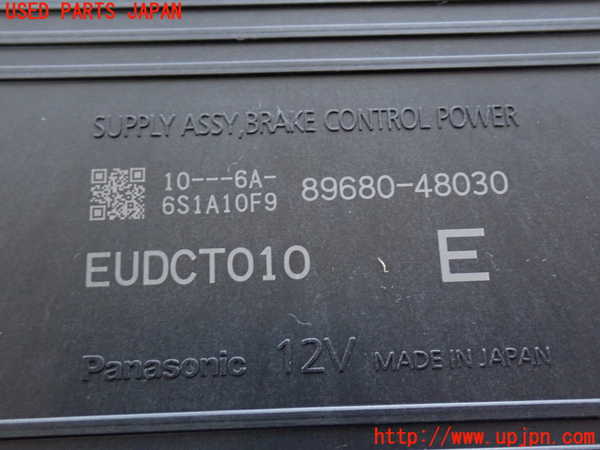 USED PARTS JAPAN
SUPPLY ASSY,BRAKE CONTROL POWER
10---6A-
6S1A10F9
89680-48030
EUDCT010
E
Panasonic 12V MADE IN JAPAN
http://www.upjpn.com